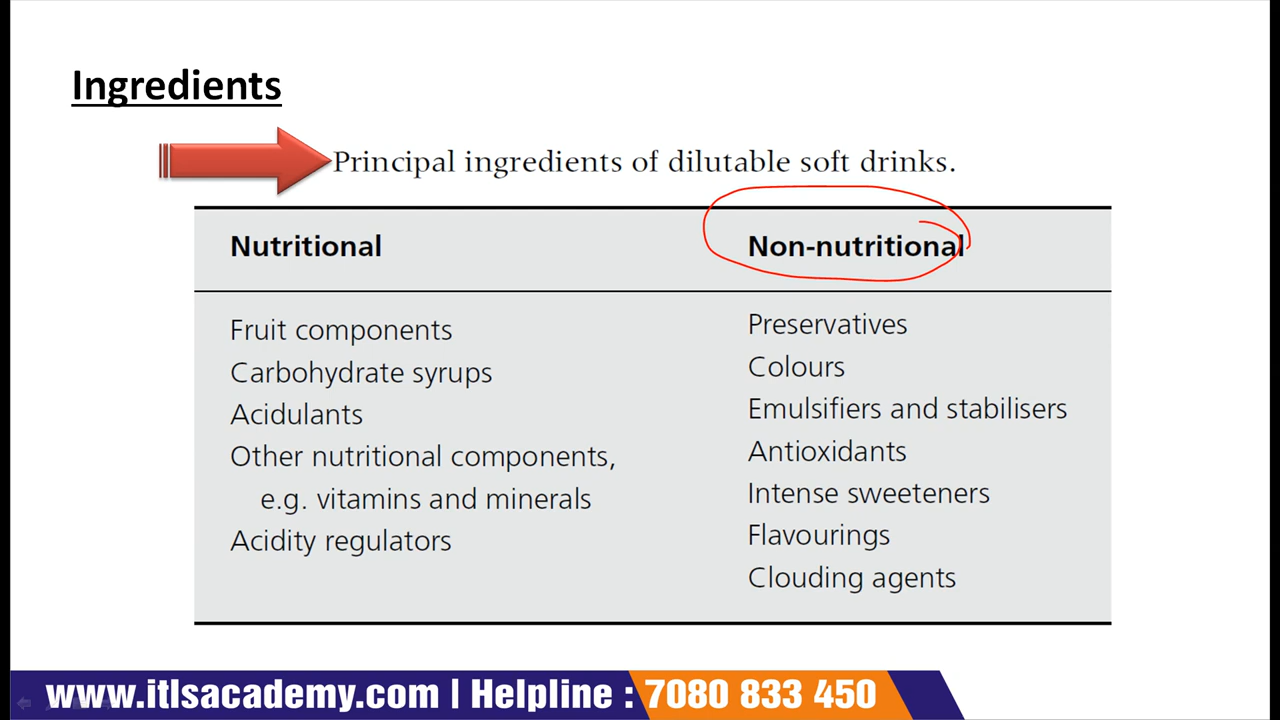 Ingredients
Principal ingredients of dilutable soft drinks.
Nutritional
Non-nutritional
Fruit components
Carbohydrate syrups
Acidulants
Other nutritional components,
e.g. vitamins and minerals
Acidity regulators
Preservatives
Colours
Emulsifiers and stabilisers
Antioxidants
Intense sweeteners
Flavourings
Clouding agents
www.itlsacademy.com | Helpline : 7080 833 450